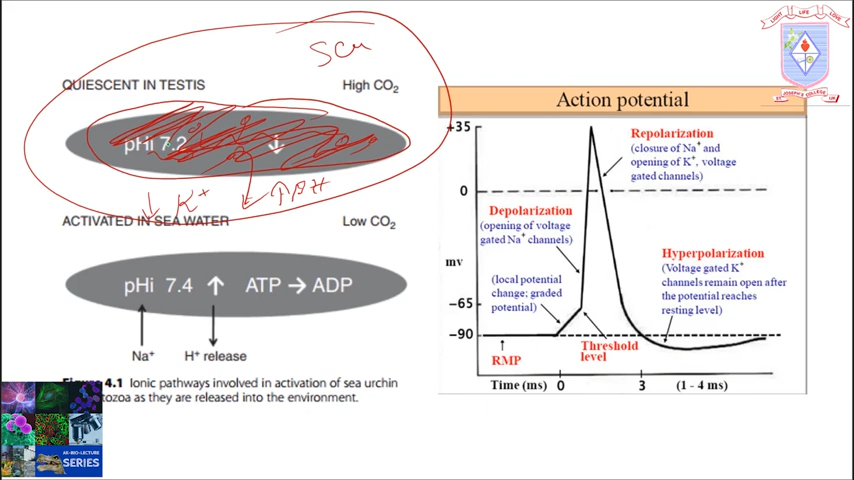 LIGHT LIFE LOVE
ST JOSEPH'S COLLEGE
QUIESCENT IN TESTIS
High CO₂
pHi 7.2 ↓
K⁺
↑ pH
ACTIVATED IN SEA WATER
Low CO₂
pHi 7.4 ↑ ATP → ADP
Na⁺
H⁺ release
4.1 Ionic pathways involved in activation of sea urchin
as they are released into the environment.
AK-BIO-LECTURE
SERIES
Action potential
+35
Repolarization
(closure of Na⁺ and
opening of K⁺, voltage
gated channels)
0
Depolarization
(opening of voltage
gated Na⁺ channels)
mv
Hyperpolarization
(Voltage gated K⁺
channels remain open after
the potential reaches
resting level)
(local potential
change; graded
potential)
-65
-90
Threshold
level
RMP
Time (ms) 0 3 (1 - 4 ms)